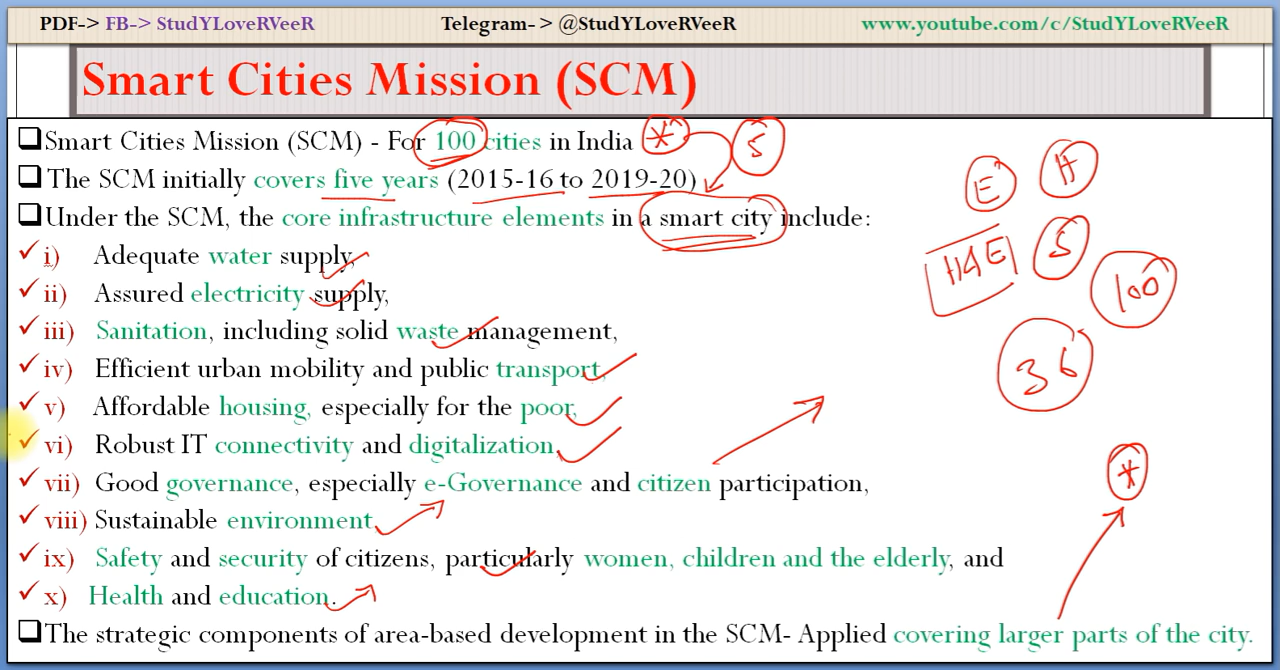 PDF-> FB-> StudYLoveRVeeR Telegram- > @StudYLoveRVeeR www.youtube.com/c/StudYLoveRVeeR
Smart Cities Mission (SCM)
❑Smart Cities Mission (SCM) - For 100 cities in India * S
❑ The SCM initially covers five years (2015-16 to 2019-20)
❑ Under the SCM, the core infrastructure elements in a smart city include:
✓ i) Adequate water supply,
✓ ii) Assured electricity supply,
✓ iii) Sanitation, including solid waste management,
✓ iv) Efficient urban mobility and public transport,
✓ v) Affordable housing, especially for the poor,
✓ vi) Robust IT connectivity and digitalization,
✓ vii) Good governance, especially e-Governance and citizen participation,
✓ viii) Sustainable environment,
✓ ix) Safety and security of citizens, particularly women, children and the elderly, and
✓ x) Health and education.
❑The strategic components of area-based development in the SCM- Applied covering larger parts of the city.
E H
S
100
36
*